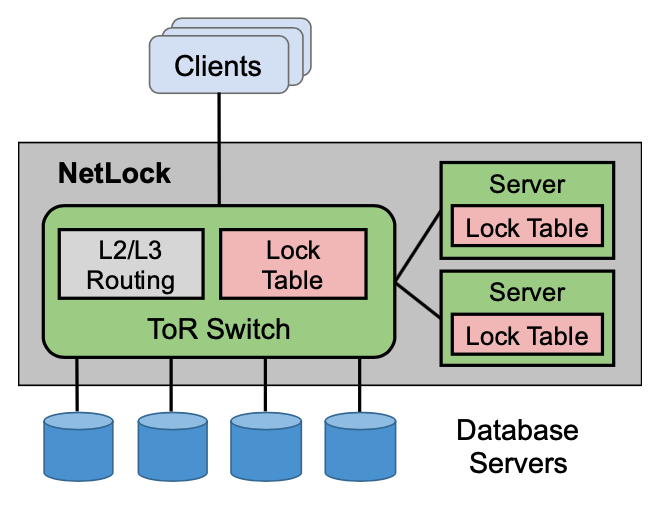 Clients
NetLock
L2/L3
Routing
Lock
Table
ToR Switch
Server
Lock Table
Server
Lock Table
Database
Servers